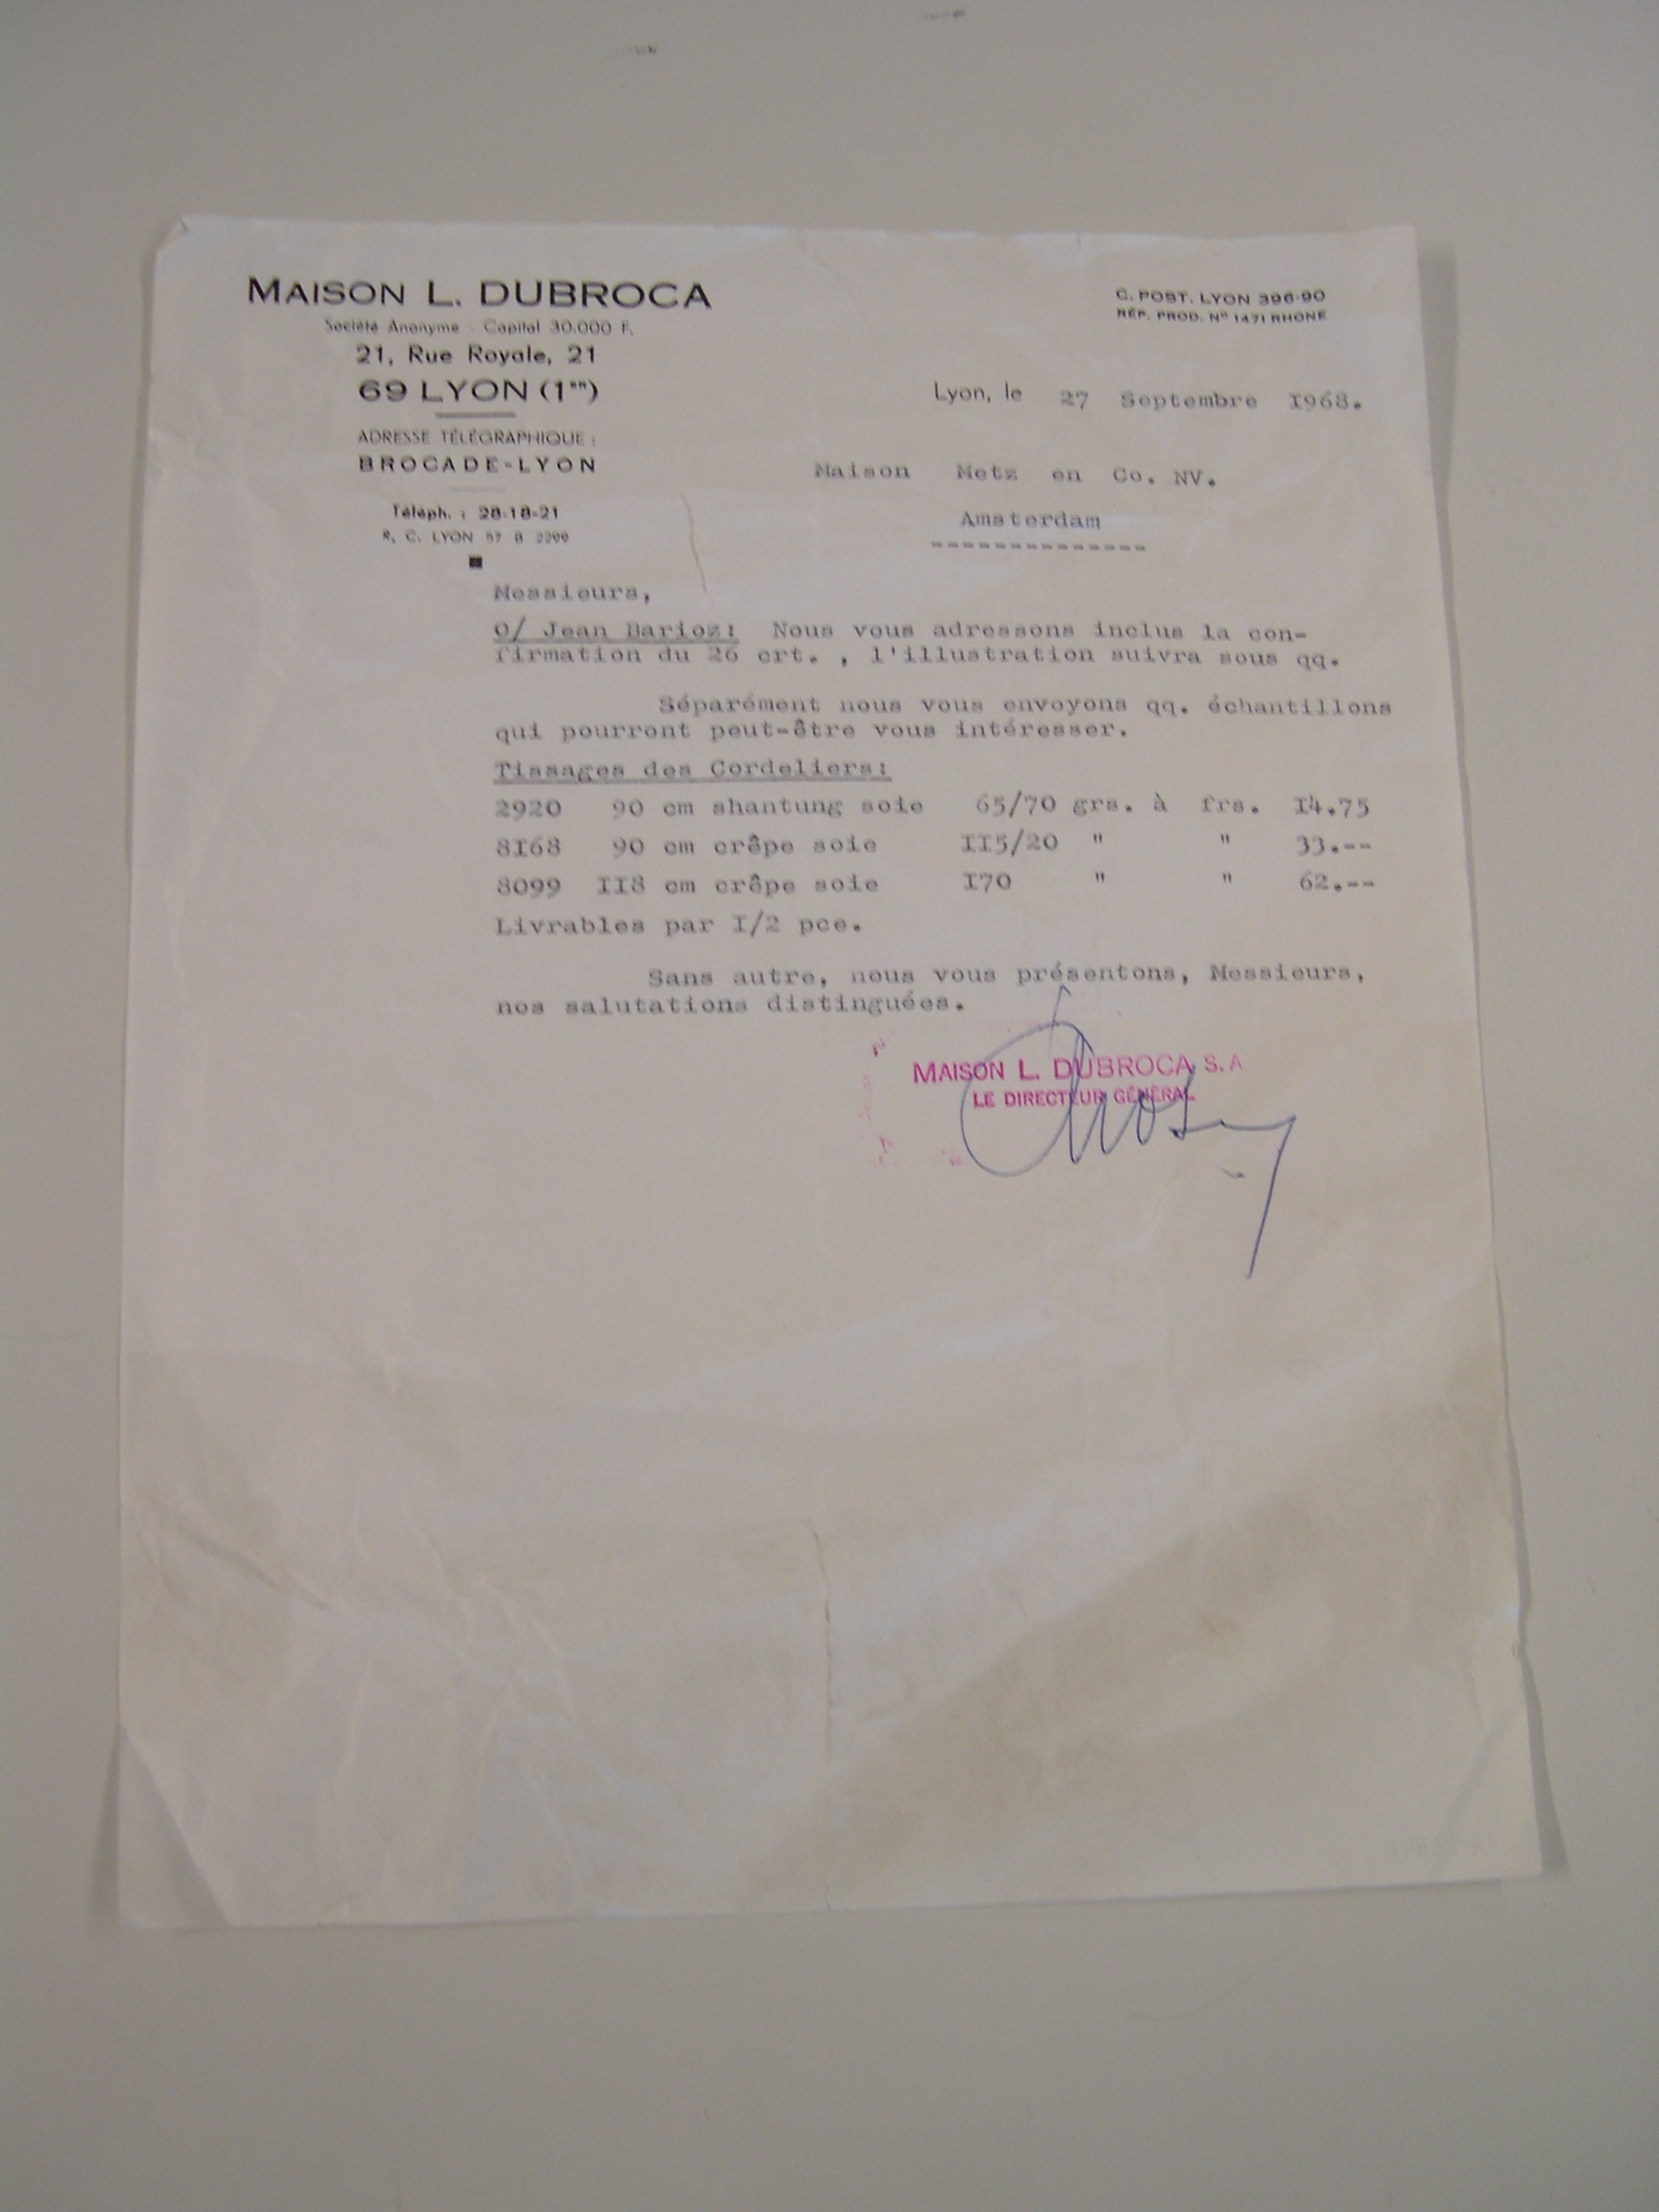 MAISON L. DUBROCA
Société Anonyme - Capital 30.000 F.
21, Rue Royale, 21
69 LYON (1er)
ADRESSE TÉLÉGRAPHIQUE :
BROCADE-LYON
Téléph. : 28-18-21
R. C. LYON 57 B 2299
C. POST. LYON 396-90
RÉP. PROD. N° 1471 RHONE
Lyon, le 27 Septembre 1968.
Maison Metz en Co. NV.
Amsterdam
--------------
Messieurs,
O/ Jean Barioz: Nous vous adressons inclus la con-
firmation du 26 crt. , l'illustration suivra sous qq.
Séparément nous vous envoyons qq. échantillons
qui pourront peut-être vous intéresser.
Tissages des Cordeliers:
2920 90 cm shantung soie 65/70 grs. à frs. I4.75
8I68 90 cm crêpe soie II5/20 " " 33.--
8099 II8 cm crêpe soie I70 " " 62.--
Livrables par I/2 pce.
Sans autre, nous vous présentons, Messieurs,
nos salutations distinguées.
MAISON L. DUBROCA S. A
LE DIRECTEUR GÉNÉRAL